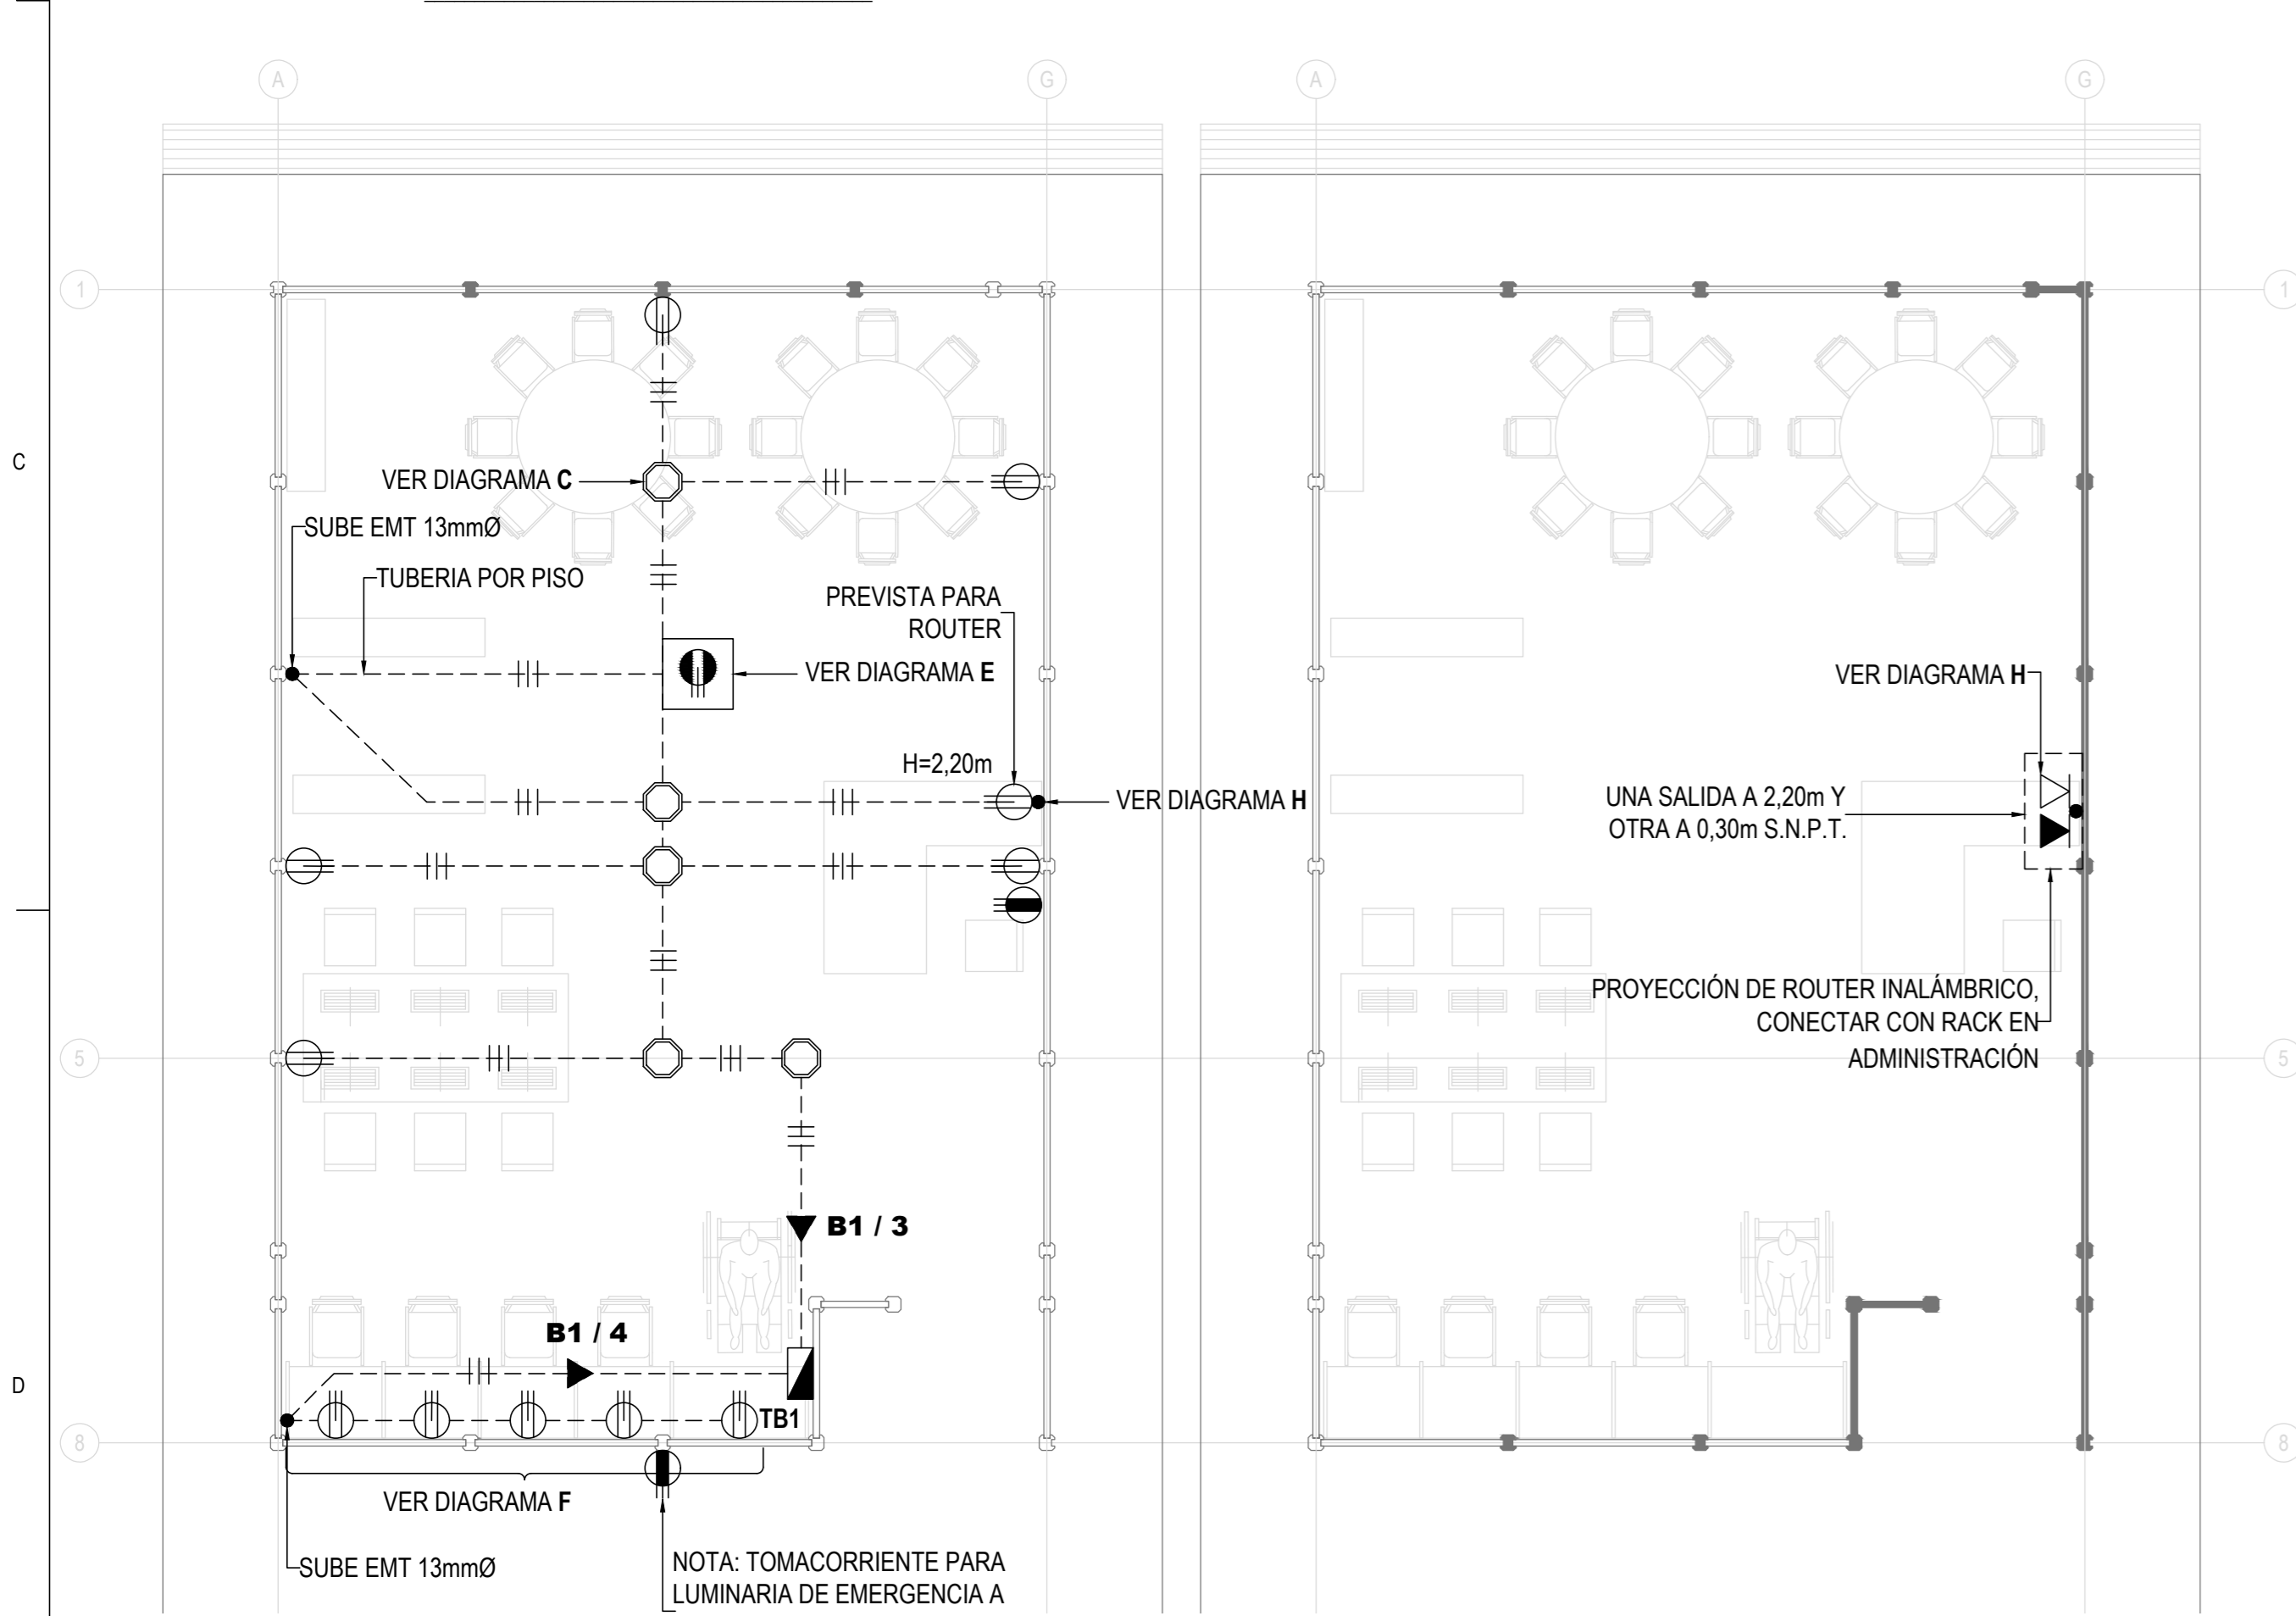 A
G
A
G
1
1
C
VER DIAGRAMA C
SUBE EMT 13mmØ
TUBERIA POR PISO
PREVISTA PARA
ROUTER
VER DIAGRAMA E
H=2,20m
VER DIAGRAMA H
VER DIAGRAMA H
UNA SALIDA A 2,20m Y
OTRA A 0,30m S.N.P.T.
PROYECCIÓN DE ROUTER INALÁMBRICO,
CONECTAR CON RACK EN
ADMINISTRACIÓN
5
5
B1 / 3
B1 / 4
D
TB1
8
8
VER DIAGRAMA F
SUBE EMT 13mmØ
NOTA: TOMACORRIENTE PARA
LUMINARIA DE EMERGENCIA A